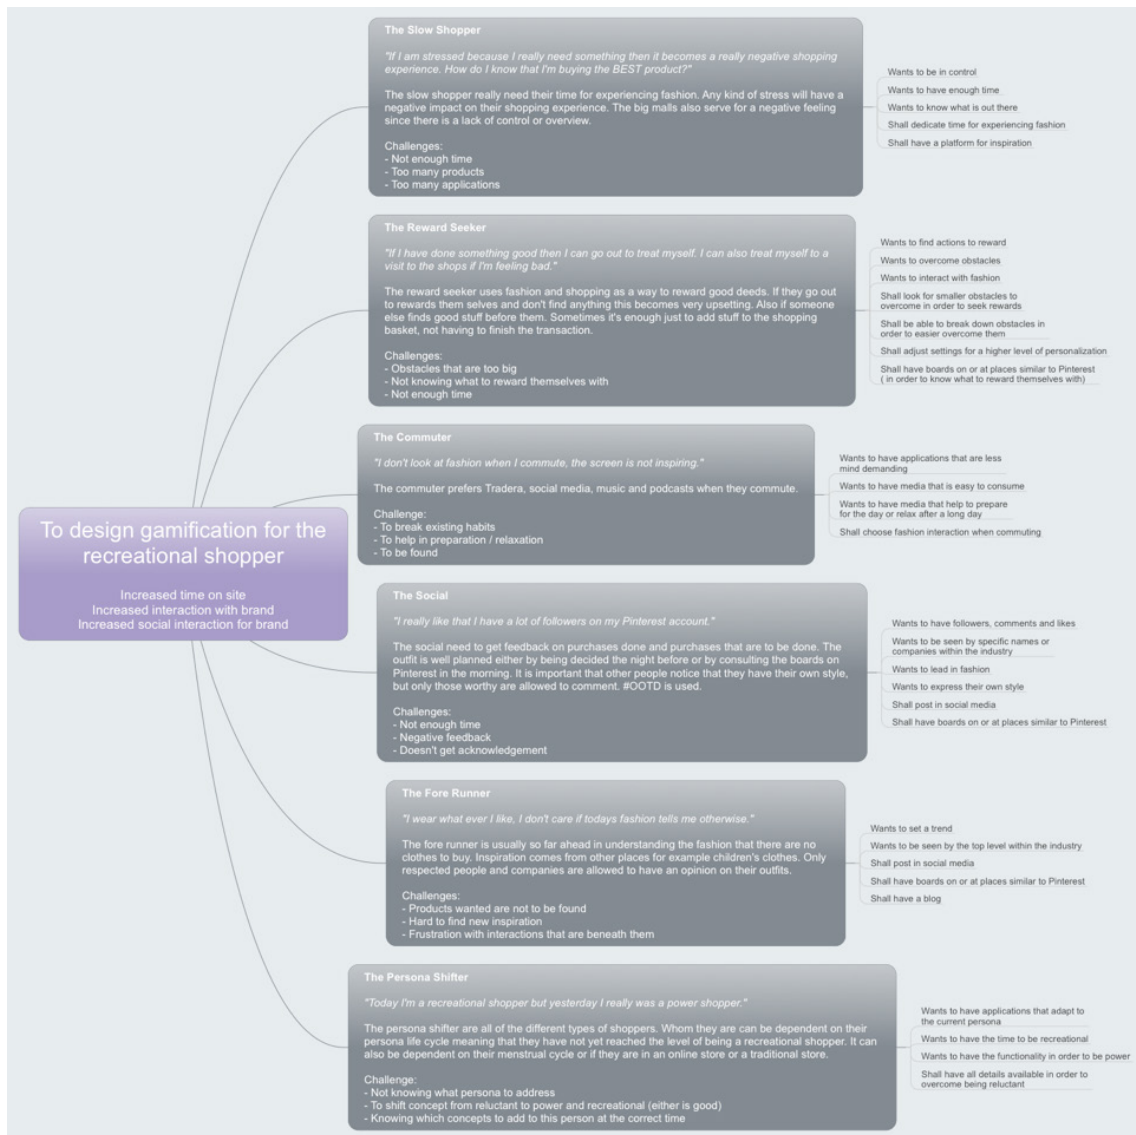 To design gamification for the
recreational shopper
Increased time on site
Increased interaction with brand
Increased social interaction for brand
The Slow Shopper
"If I am stressed because I really need something then it becomes a really negative shopping
experience. How do I know that I'm buying the BEST product?"
The slow shopper really need their time for experiencing fashion. Any kind of stress will have a
negative impact on their shopping experience. The big malls also serve for a negative feeling
since there is a lack of control or overview.
Challenges:
- Not enough time
- Too many products
- Too many applications
Wants to be in control
Wants to have enough time
Wants to know what is out there
Shall dedicate time for experiencing fashion
Shall have a platform for inspiration
The Reward Seeker
"If I have done something good then I can go out to treat myself. I can also treat myself to a
visit to the shops if I'm feeling bad."
The reward seeker uses fashion and shopping as a way to reward good deeds. If they go out
to rewards them selves and don't find anything this becomes very upsetting. Also if someone
else finds good stuff before them. Sometimes it's enough just to add stuff to the shopping
basket, not having to finish the transaction.
Challenges:
- Obstacles that are too big
- Not knowing what to reward themselves with
- Not enough time
Wants to find actions to reward
Wants to overcome obstacles
Wants to interact with fashion
Shall look for smaller obstacles to
overcome in order to seek rewards
Shall be able to break down obstacles in
order to easier overcome them
Shall adjust settings for a higher level of personalization
Shall have boards on or at places similar to Pinterest
( in order to know what to reward themselves with)
The Commuter
"I don't look at fashion when I commute, the screen is not inspiring."
The commuter prefers Tradera, social media, music and podcasts when they commute.
Challenge:
- To break existing habits
- To help in preparation / relaxation
- To be found
Wants to have applications that are less
mind demanding
Wants to have media that is easy to consume
Wants to have media that help to prepare
for the day or relax after a long day
Shall choose fashion interaction when commuting
The Social
"I really like that I have a lot of followers on my Pinterest account."
The social need to get feedback on purchases done and purchases that are to be done. The
outfit is well planned either by being decided the night before or by consulting the boards on
Pinterest in the morning. It is important that other people notice that they have their own style,
but only those worthy are allowed to comment. #OOTD is used.
Challenges:
- Not enough time
- Negative feedback
- Doesn't get acknowledgement
Wants to have followers, comments and likes
Wants to be seen by specific names or
companies within the industry
Wants to lead in fashion
Wants to express their own style
Shall post in social media
Shall have boards on or at places similar to Pinterest
The Fore Runner
"I wear what ever I like, I don't care if todays fashion tells me otherwise."
The fore runner is usually so far ahead in understanding the fashion that there are no
clothes to buy. Inspiration comes from other places for example children's clothes. Only
respected people and companies are allowed to have an opinion on their outfits.
Challenges:
- Products wanted are not to be found
- Hard to find new inspiration
- Frustration with interactions that are beneath them
Wants to set a trend
Wants to be seen by the top level within the industry
Shall post in social media
Shall have boards on or at places similar to Pinterest
Shall have a blog
The Persona Shifter
"Today I'm a recreational shopper but yesterday I really was a power shopper."
The persona shifter are all of the different types of shoppers. Whom they are can be dependent on their
persona life cycle meaning that they have not yet reached the level of being a recreational shopper. It can
also be dependent on their menstrual cycle or if they are in an online store or a traditional store.
Challenge:
- Not knowing what persona to address
- To shift concept from reluctant to power and recreational (either is good)
- Knowing which concepts to add to this person at the correct time
Wants to have applications that adapt to
the current persona
Wants to have the time to be recreational
Wants to have the functionality in order to be power
Shall have all details available in order to
overcome being reluctant